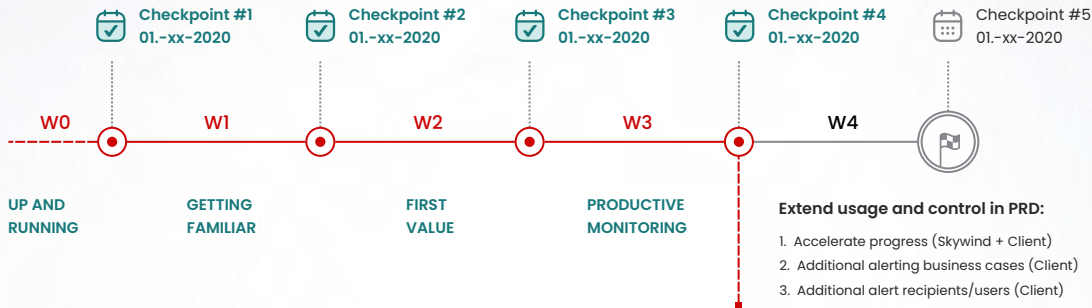 Checkpoint #1
01.-xx-2020
Checkpoint #2
01.-xx-2020
Checkpoint #3
01.-xx-2020
Checkpoint #4
01.-xx-2020
Checkpoint #5
01.-xx-2020
W0
W1
W2
W3
W4
UP AND
RUNNING
GETTING
FAMILIAR
FIRST
VALUE
PRODUCTIVE
MONITORING
Extend usage and control in PRD:
1. Accelerate progress (Skywind + Client)
2. Additional alerting business cases (Client)
3. Additional alert recipients/users (Client)